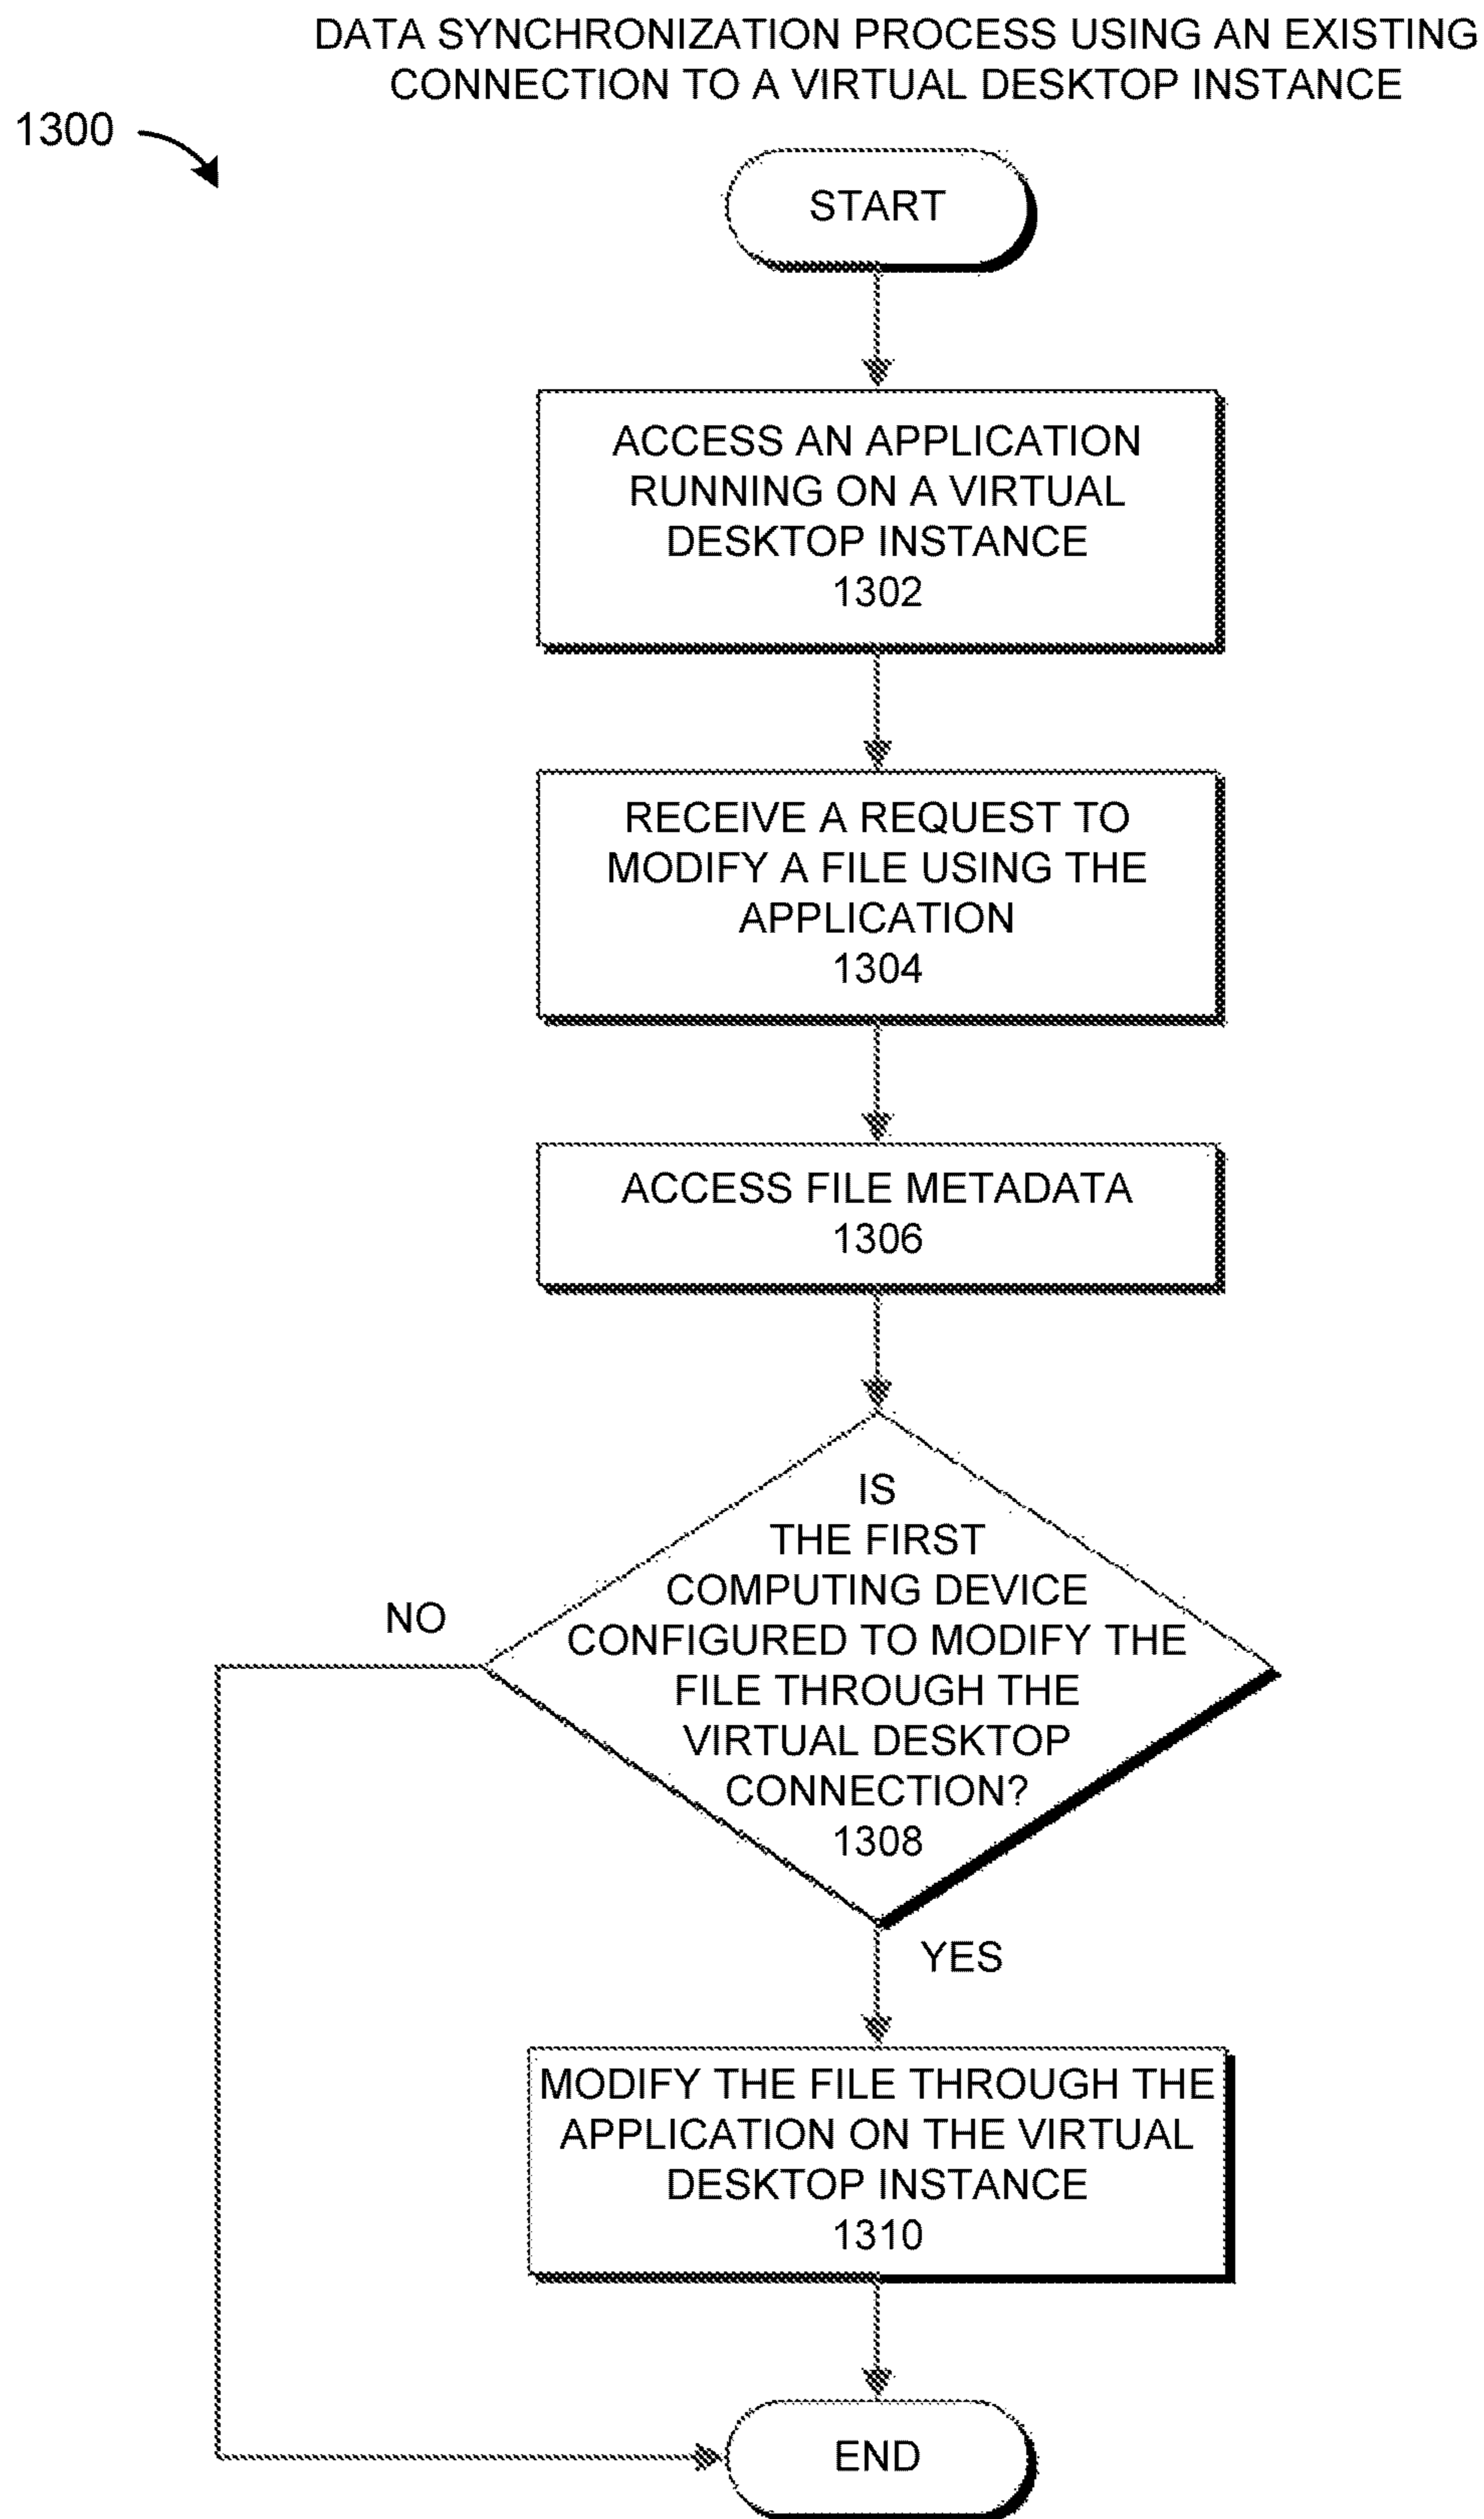 DATA SYNCHRONIZATION PROCESS USING AN EXISTING
CONNECTION TO A VIRTUAL DESKTOP INSTANCE
1300
START
ACCESS AN APPLICATION
RUNNING ON A VIRTUAL
DESKTOP INSTANCE
1302
RECEIVE A REQUEST TO
MODIFY A FILE USING THE
APPLICATION
1304
ACCESS FILE METADATA
1306
IS
THE FIRST
COMPUTING DEVICE
CONFIGURED TO MODIFY THE
FILE THROUGH THE
VIRTUAL DESKTOP
CONNECTION?
1308
NO
YES
MODIFY THE FILE THROUGH THE
APPLICATION ON THE VIRTUAL
DESKTOP INSTANCE
1310
END